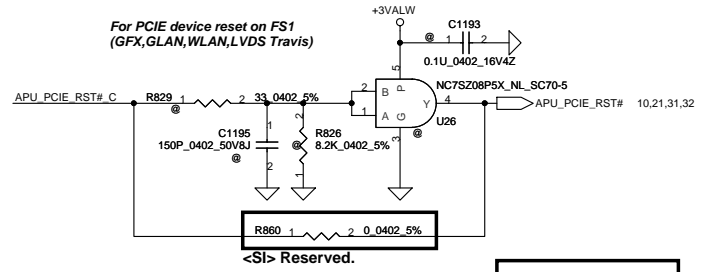 +3VALW
For PCIE device reset on FS1
(GFX,GLAN,WLAN,LVDS Travis)
C1193
@ 1 2
0.1U_0402_16V4Z
5
NC7SZ08P5X_NL_SC70-5
APU_PCIE_RST#_C
R829 1 2 33_0402_5%
@
2 B P
1 A G
Y 4
U26
@
3
APU_PCIE_RST# 10,21,31,32
C1195
150P_0402_50V8J
@
1
2
R826
8.2K_0402_5%
@
2
1
R860 1 2 0_0402_5%
<SI> Reserved.